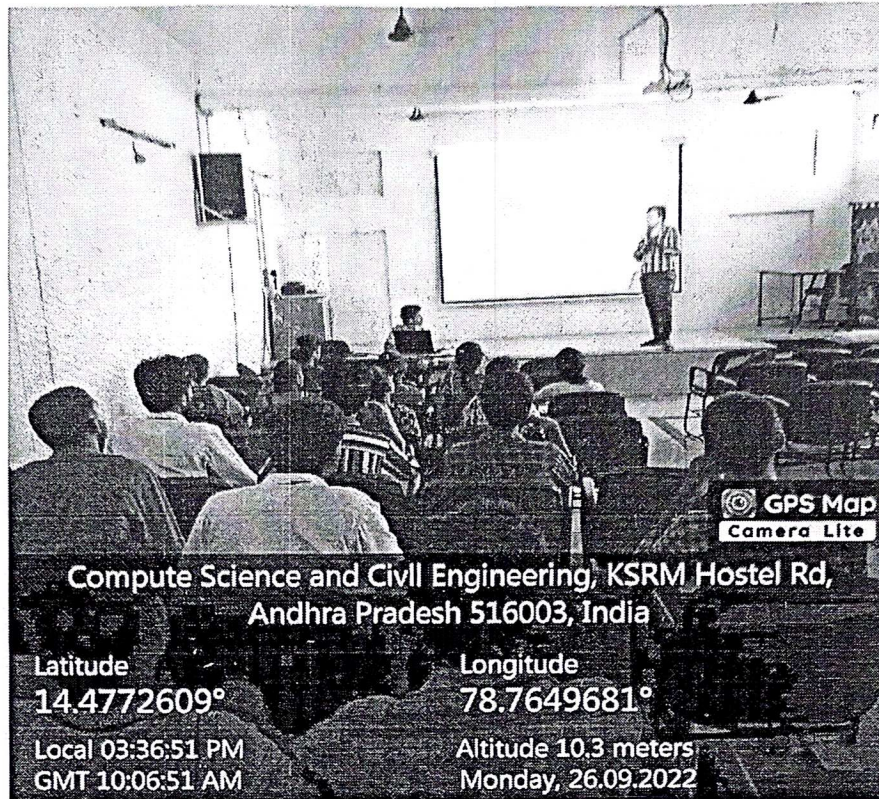 GPS Map
Camera Lite
Compute Science and Civil Engineering, KSRM Hostel Rd,
Andhra Pradesh 516003, India
Latitude
14.4772609°
Longitude
78.7649681°
Local 03:36:51 PM
GMT 10:06:51 AM
Altitude 10.3 meters
Monday, 26.09.2022